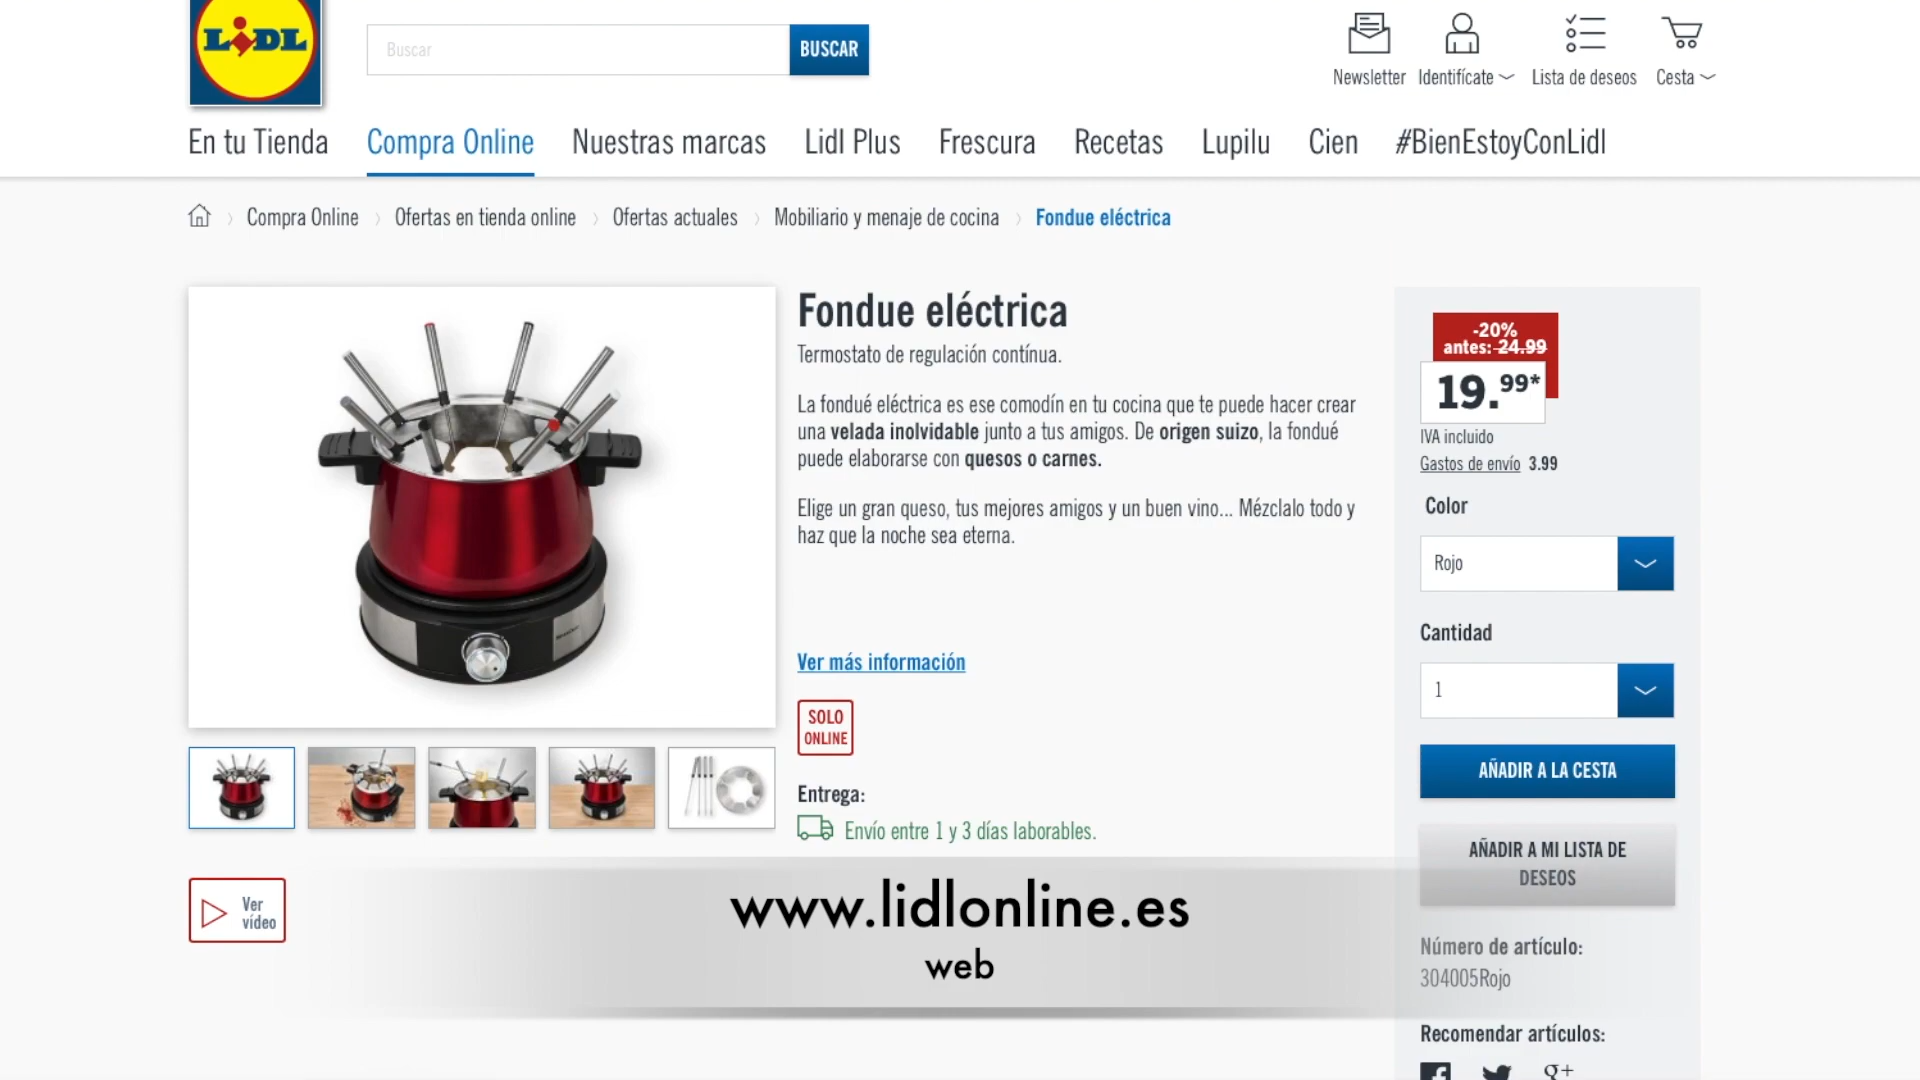 LIDL
Buscar
BUSCAR
Newsletter
Identifícate
Lista de deseos
Cesta
En tu Tienda
Compra Online
Nuestras marcas
Lidl Plus
Frescura
Recetas
Lupilu
Cien
#BienEstoyConLidl
Compra Online
Ofertas en tienda online
Ofertas actuales
Mobiliario y menaje de cocina
Fondue eléctrica
Fondue eléctrica
Termostato de regulación contínua.
La fondué eléctrica es ese comodín en tu cocina que te puede hacer crear
una velada inolvidable junto a tus amigos. De origen suizo, la fondué
puede elaborarse con quesos o carnes.
Elige un gran queso, tus mejores amigos y un buen vino... Mézclalo todo y
haz que la noche sea eterna.
Ver más información
SOLO
ONLINE
Entrega:
Envío entre 1 y 3 días laborables.
-20%
antes: 24.99
19.99*
IVA incluido
Gastos de envío 3.99
Color
Rojo
Cantidad
1
AÑADIR A LA CESTA
AÑADIR A MI LISTA DE
DESEOS
Número de artículo:
304005Rojo
Recomendar artículos:
g+
Ver
vídeo
www.lidlonline.es
web